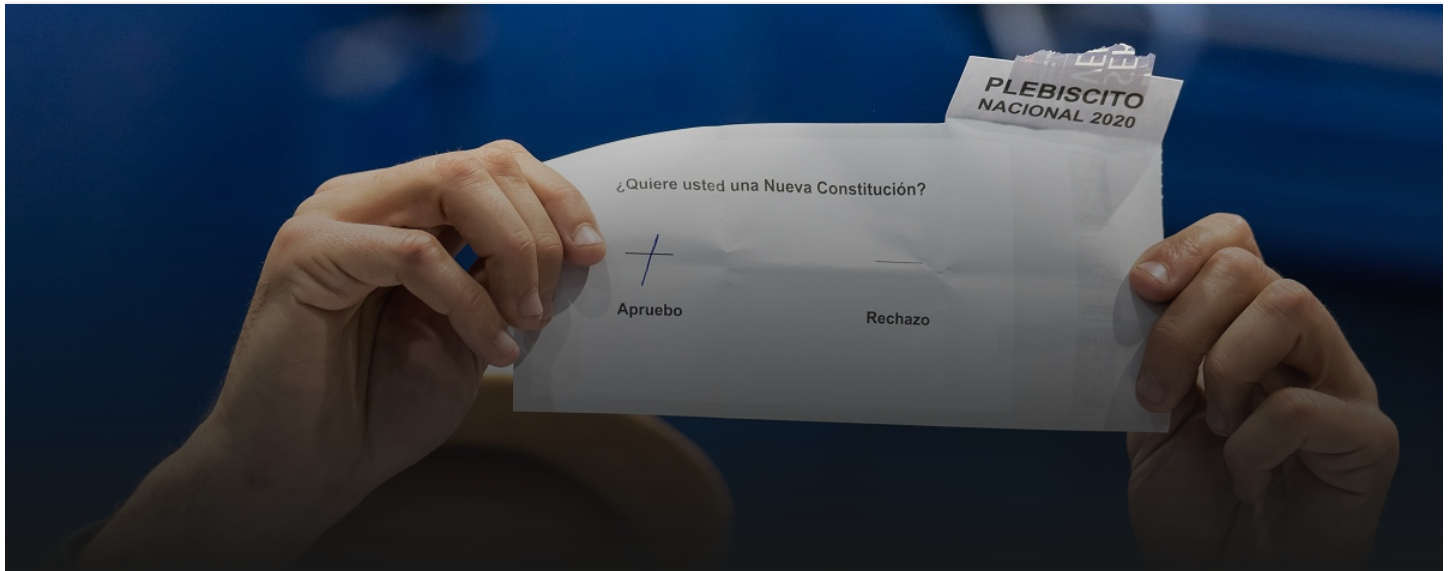 PLEBISCITO
NACIONAL 2020
¿Quiere usted una Nueva Constitución?
Apruebo
Rechazo